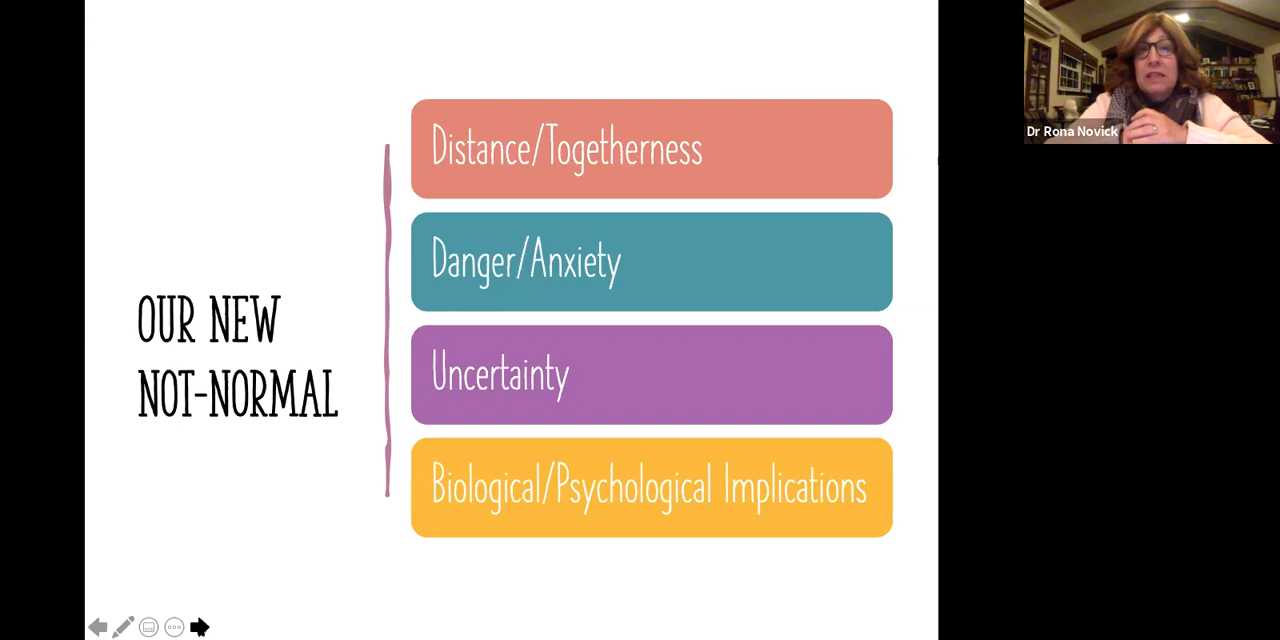 OUR NEW
NOT-NORMAL
Distance/Togetherness
Danger/Anxiety
Uncertainty
Biological/Psychological Implications
Dr Rona Novick